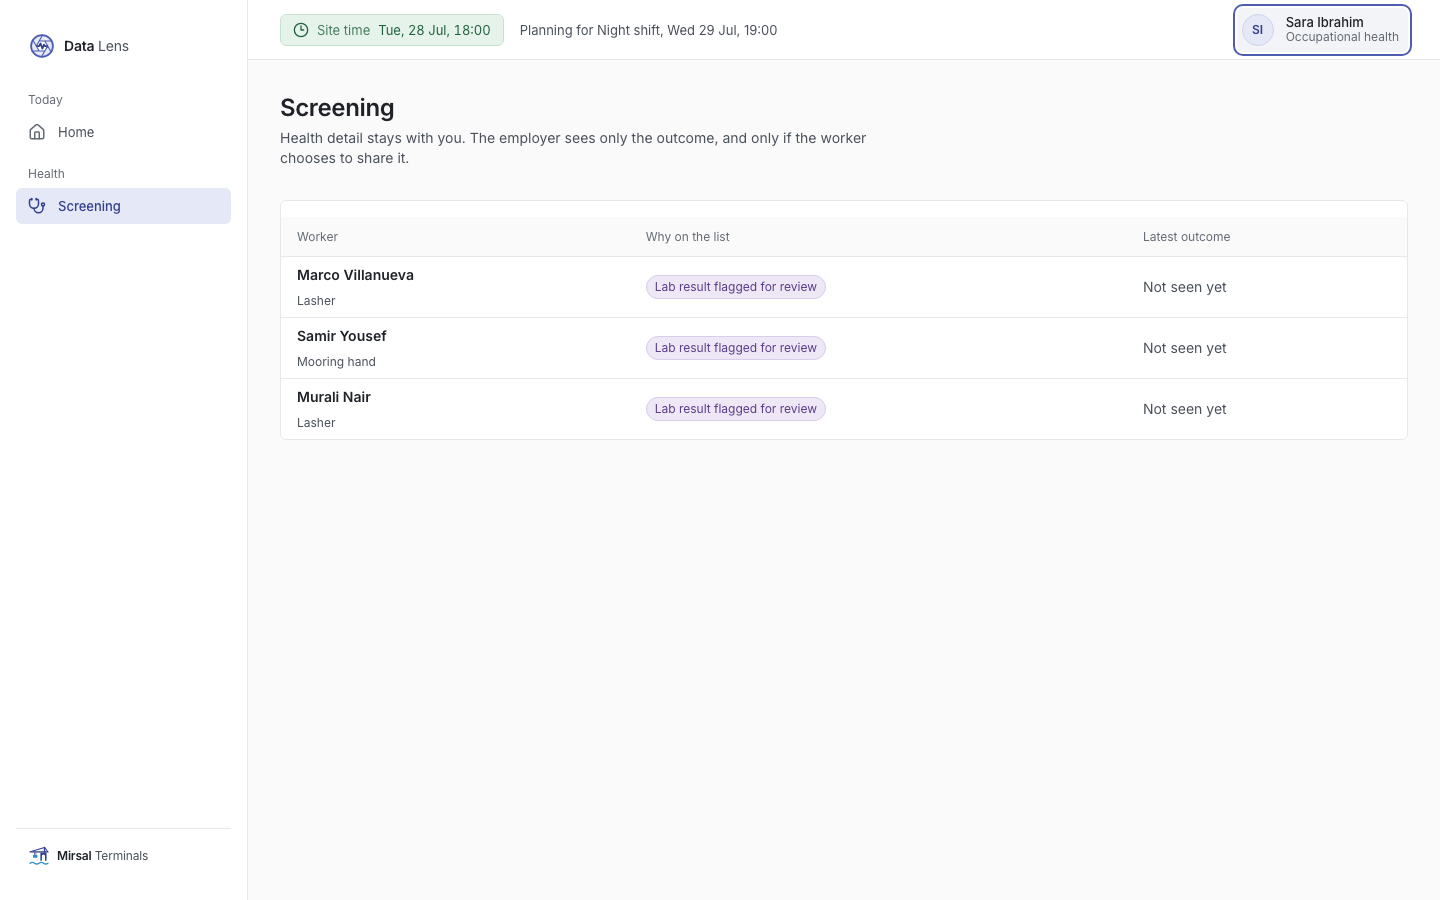 Data Lens
Today
Home
Health
Screening
Mirsal Terminals
Site time Tue, 28 Jul, 18:00
Planning for Night shift, Wed 29 Jul, 19:00
SI
Sara Ibrahim
Occupational health
Screening
Health detail stays with you. The employer sees only the outcome, and only if the worker
chooses to share it.
Worker Why on the list Latest outcome
Marco Villanueva
Lasher
Lab result flagged for review
Not seen yet
Samir Yousef
Mooring hand
Lab result flagged for review
Not seen yet
Murali Nair
Lasher
Lab result flagged for review
Not seen yet